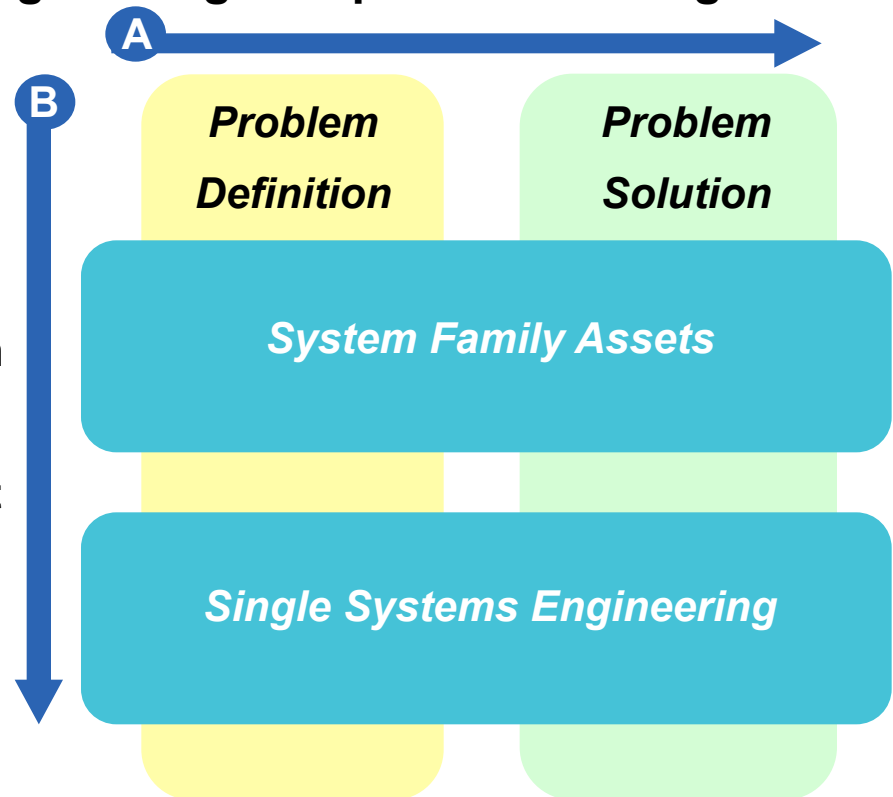 A
B
Problem
Definition
Problem
Solution
System Family Assets
Single Systems Engineering